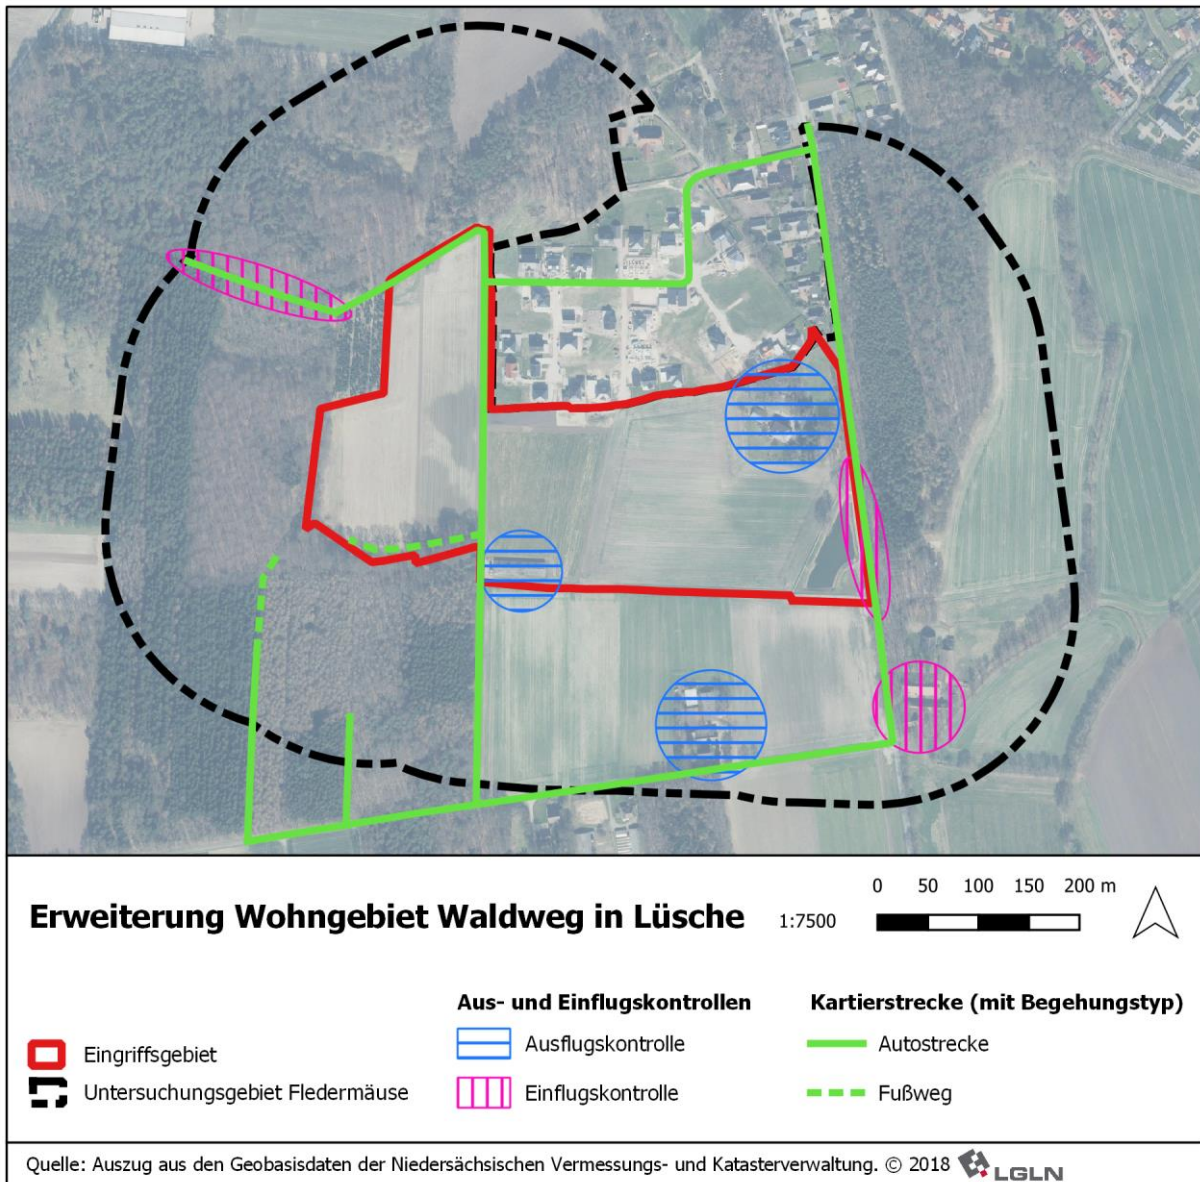 Erweiterung Wohngebiet Waldweg in Lüsche
1:7500
0 50 100 150 200 m
Eingriffsgebiet
Untersuchungsgebiet Fledermäuse
Aus- und Einflugskontrollen
Ausflugskontrolle
Einflugskontrolle
Kartierstrecke (mit Begehungstyp)
Autostrecke
Fußweg
Quelle: Auszug aus den Geobasisdaten der Niedersächsischen Vermessungs- und Katasterverwaltung. © 2018 LGLN